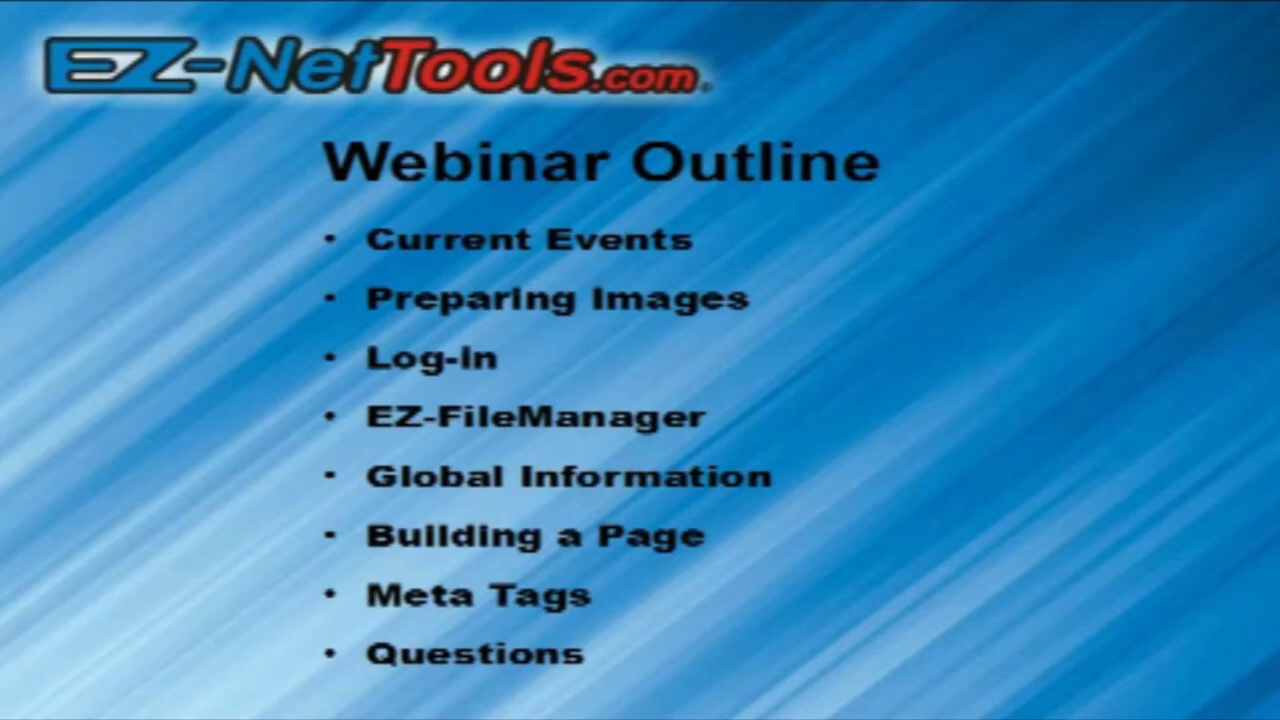 EZ-NetTools.com
Webinar Outline
• Current Events
• Preparing Images
• Log-In
• EZ-FileManager
• Global Information
• Building a Page
• Meta Tags
• Questions